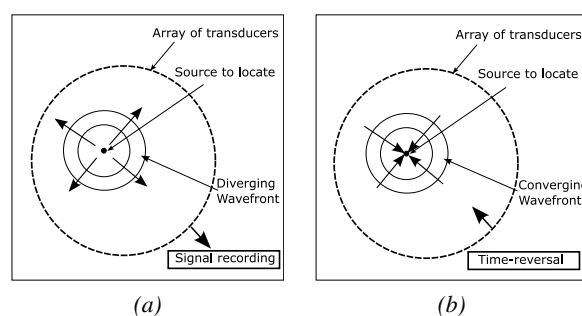 (a)
Array of transducers
Source to locate
Diverging
Wavefront
Signal recording
(b)
Array of transducers
Source to locate
Converging
Wavefront
Time-reversal
(a)
(b)